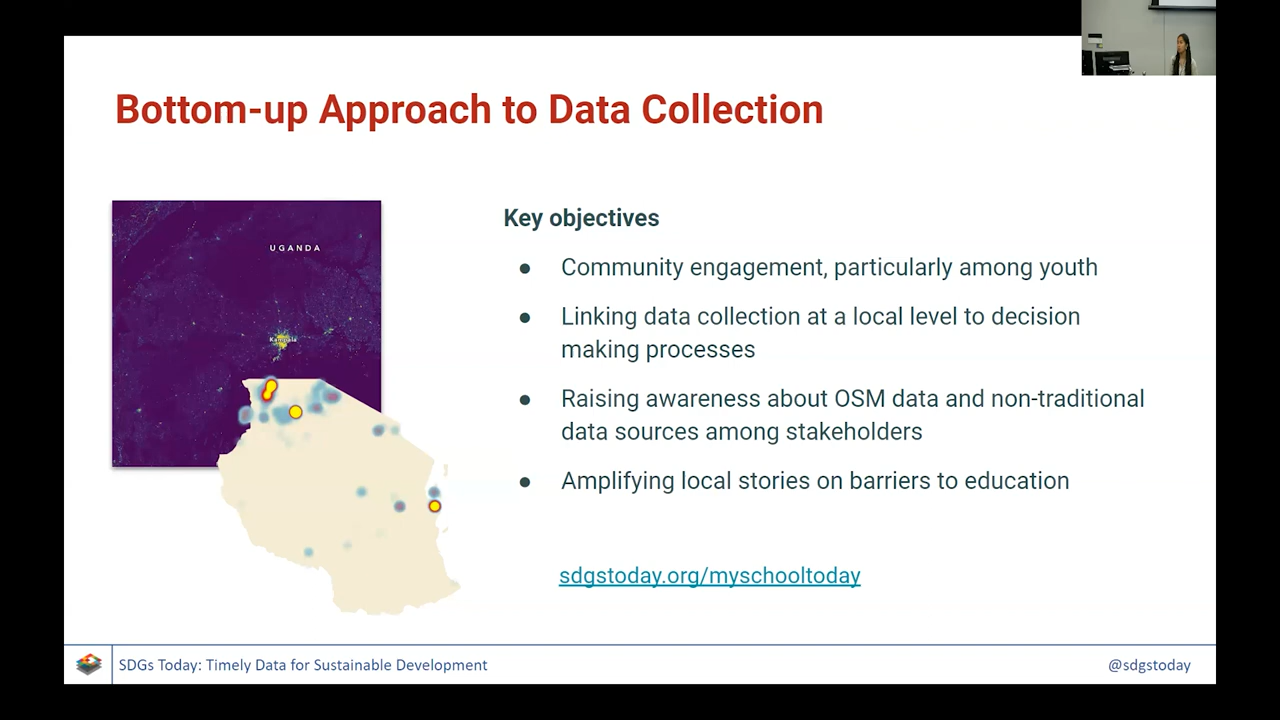 Bottom-up Approach to Data Collection
UGANDA
Kampala
Key objectives
● Community engagement, particularly among youth
● Linking data collection at a local level to decision
making processes
● Raising awareness about OSM data and non-traditional
data sources among stakeholders
● Amplifying local stories on barriers to education
sdgstoday.org/myschooltoday
SDGs Today: Timely Data for Sustainable Development
@sdgstoday